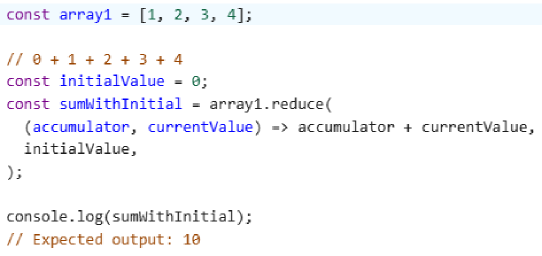 const array1 = [1, 2, 3, 4];
// 0 + 1 + 2 + 3 + 4
const initialValue = 0;
const sumWithInitial = array1.reduce(
(accumulator, currentValue) => accumulator + currentValue,
initialValue,
);
console.log(sumWithInitial);
// Expected output: 10